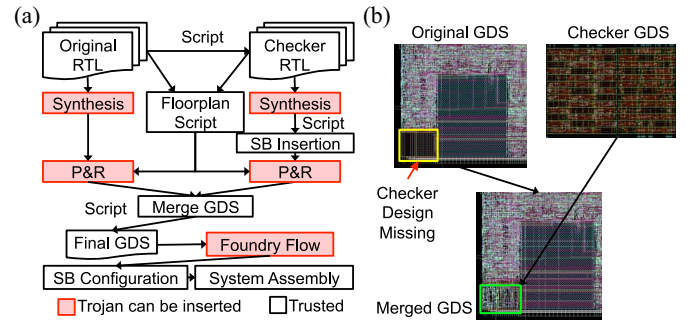 (a)
Original
RTL
Script
Checker
RTL
Synthesis
Floorplan
Script
Synthesis
Script
SB Insertion
P&R
P&R
Script
Merge GDS
Final GDS
Foundry Flow
SB Configuration
System Assembly
Trojan can be inserted
Trusted
(b)
Original GDS
Checker GDS
Checker
Design
Missing
Merged GDS